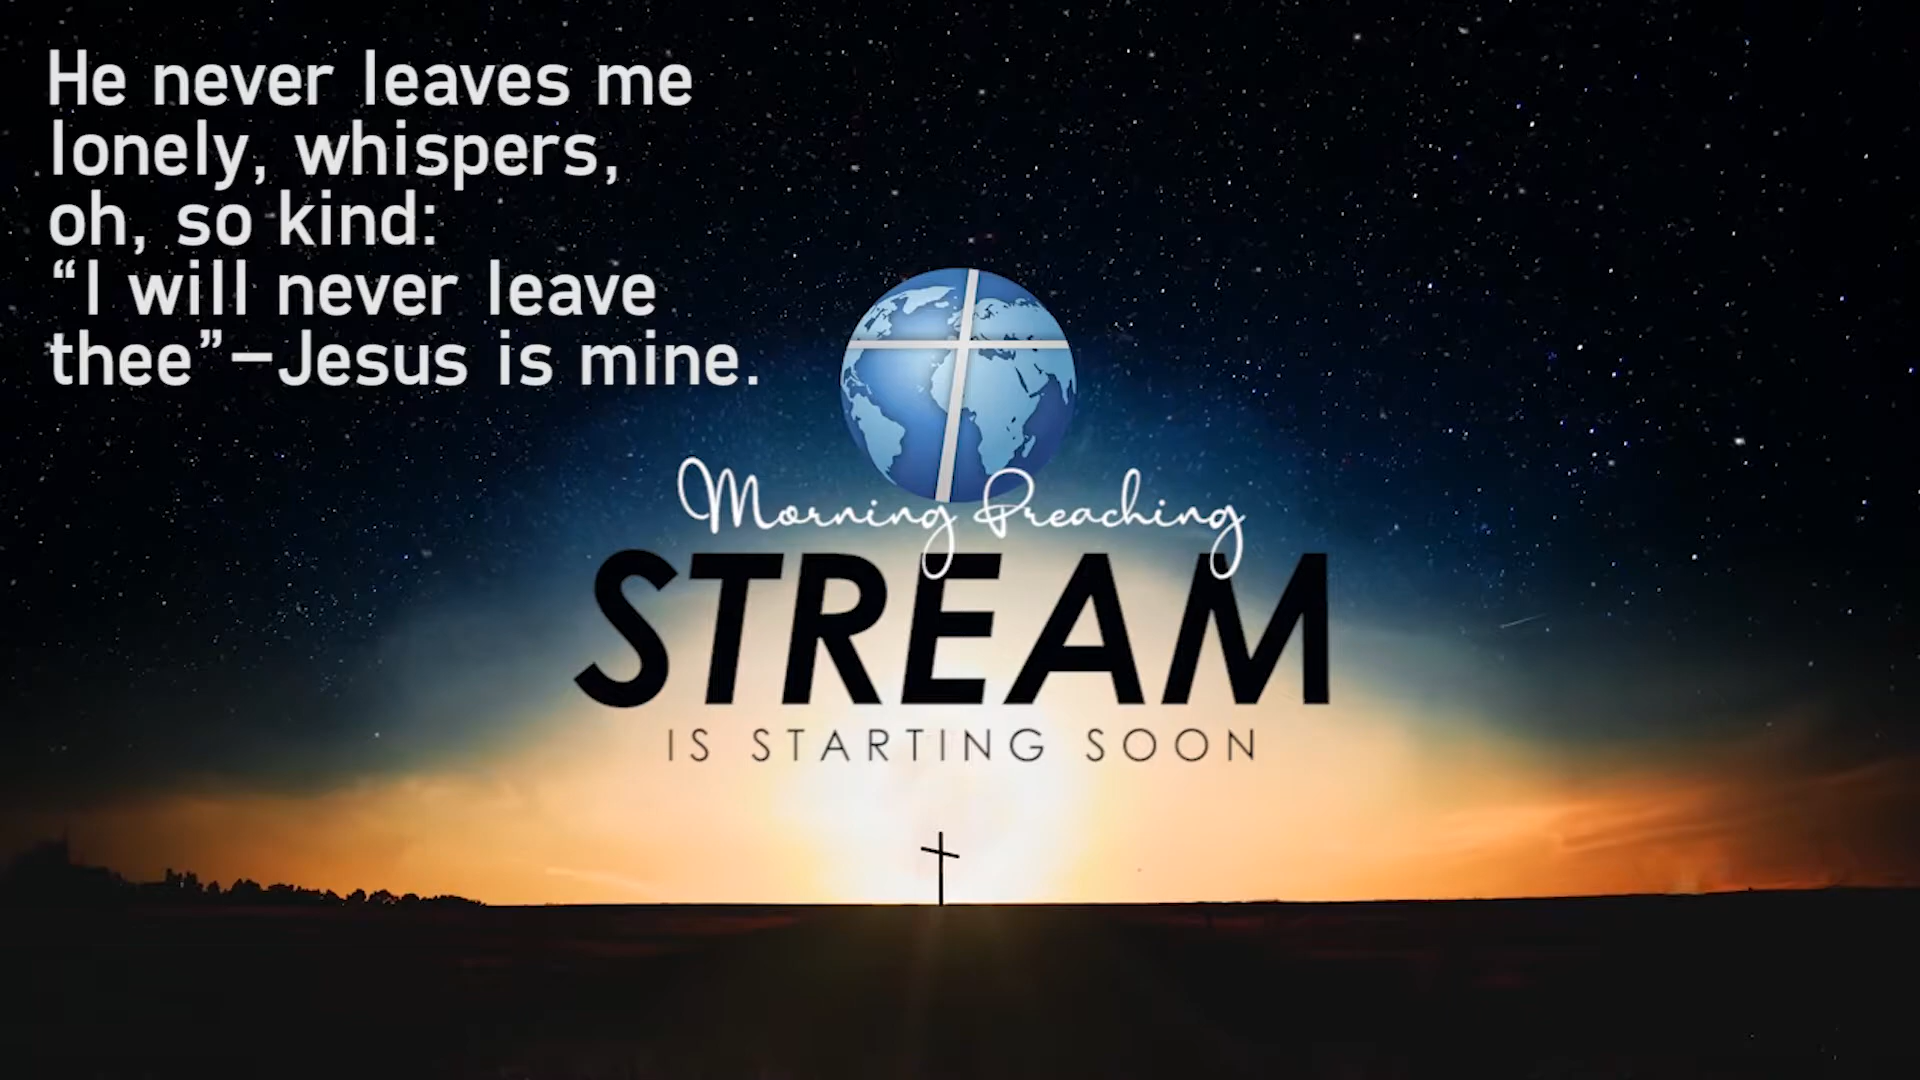 He never leaves me
lonely, whispers,
oh, so kind:
“I will never leave
thee”–Jesus is mine.
Morning Preaching
STREAM
IS STARTING SOON